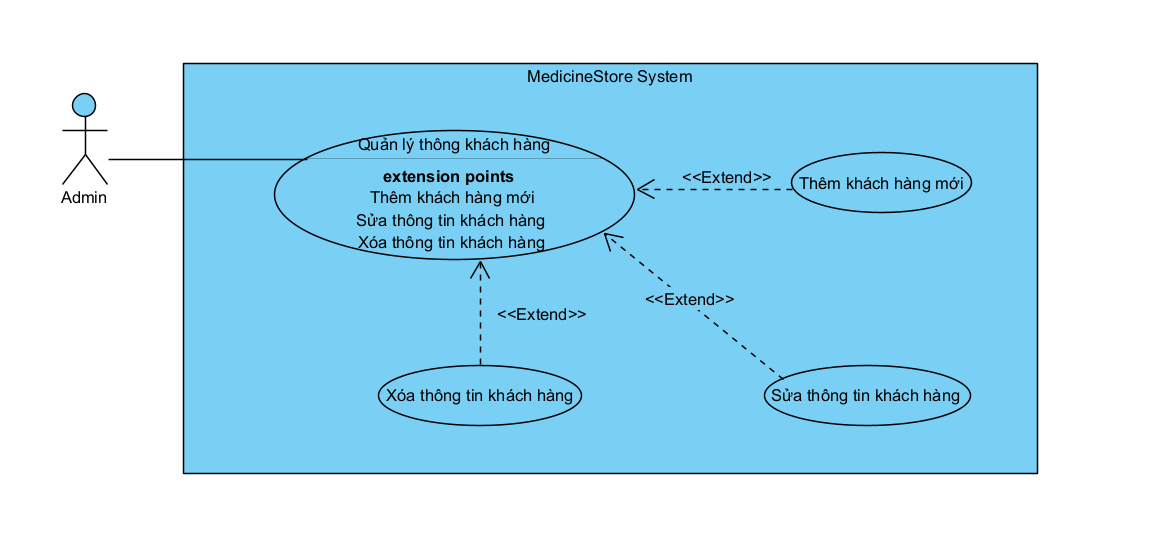 MedicineStore System
Admin
Quản lý thông khách hàng
extension points
Thêm khách hàng mới
Sửa thông tin khách hàng
Xóa thông tin khách hàng
<<Extend>>
Thêm khách hàng mới
<<Extend>>
<<Extend>>
Xóa thông tin khách hàng
Sửa thông tin khách hàng